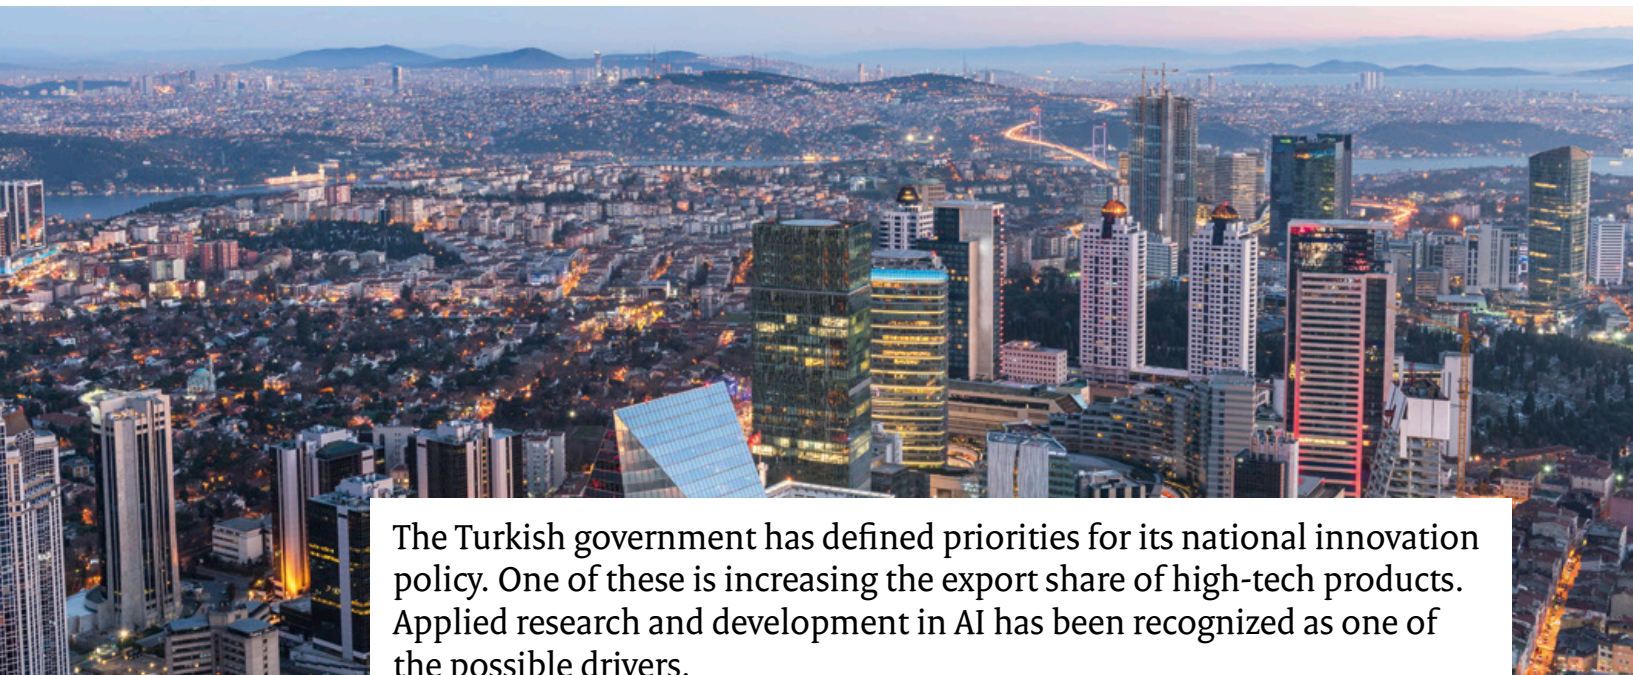 The Turkish government has defined priorities for its national innovation
policy. One of these is increasing the export share of high-tech products.
Applied research and development in AI has been recognized as one of
the possible drivers.